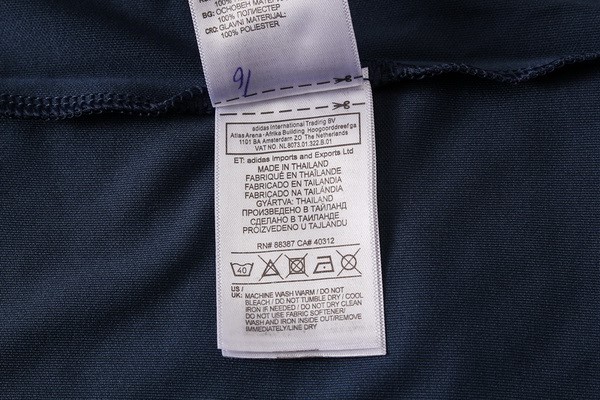 BG: ОСНОВЕН МАТЕРИАЛ:
100% ПОЛИЕСТЕР
CRO: GLAVNI MATERIJAL:
100% POLIESTER
adidas International Trading BV
Atlas Arena - Afrika Building Hoogoorddreef 9a
1101 BA Amsterdam ZO The Netherlands
VAT NO. NL 8073.01.322.B.01
ET: adidas Imports and Exports Ltd
MADE IN THAILAND
FABRIQUÉ EN THAÏLANDE
FABRICADO EN TAILANDIA
FABRICADO NA TAILÂNDIA
GYÁRTVA: THAILAND
ПРОИЗВЕДЕНО В ТАЙЛАНД
СДЕЛАНО В ТАИЛАНДЕ
PROIZVEDENO U TAJLANDU
RN# 88387 CA# 40312
40
US /
UK: MACHINE WASH WARM / DO NOT
BLEACH / DO NOT TUMBLE DRY / COOL
IRON IF NEEDED / DO NOT DRY CLEAN
DO NOT USE FABRIC SOFTENER/
WASH AND IRON INSIDE OUT/REMOVE
IMMEDIATELY/LINE DRY